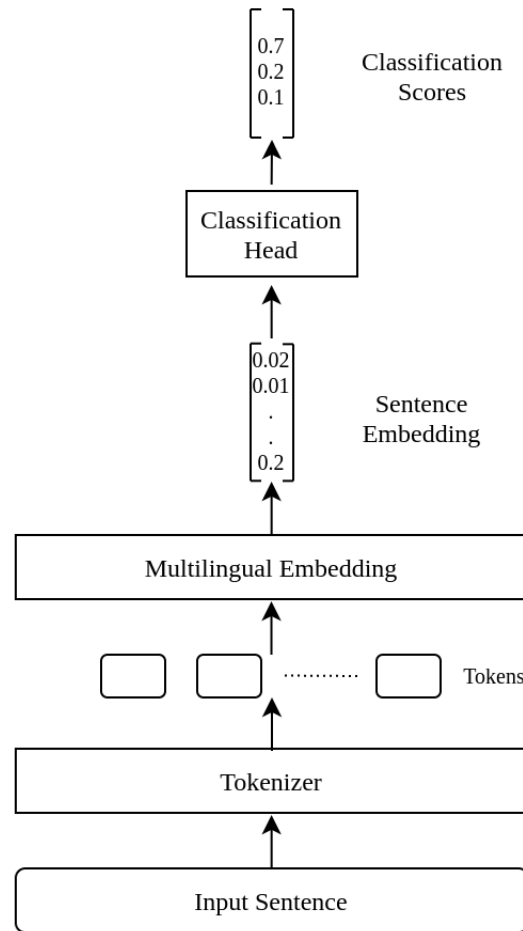 0.7
0.2
0.1
Classification
Scores
Classification
Head
0.02
0.01
.
.
0.2
Sentence
Embedding
Multilingual Embedding
Tokens
Tokenizer
Input Sentence